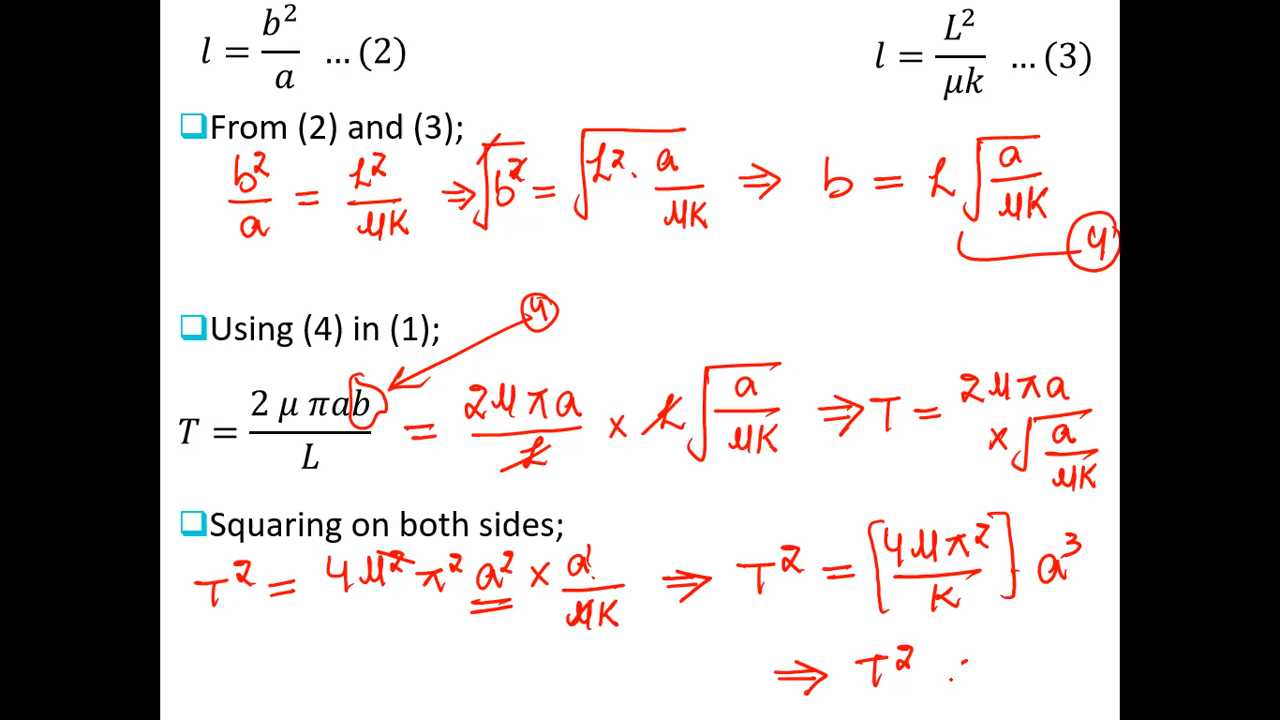 l = b²/a ...(2) l = L²/μk ...(3)
❑From (2) and (3);
b²/a = L²/μK ⇒ √b² = √(L² · a/μK) ⇒ b = L√(a/μK)
4
4
❑Using (4) in (1);
T = 2 μ πab/L = 2μπa/L × L√(a/μK) ⇒ T = 2μπa × √(a/μK)
❑Squaring on both sides;
T² = 4μ² π² a² × a/μK ⇒ T² = [4μπ²/K] · a³
⇒ T²